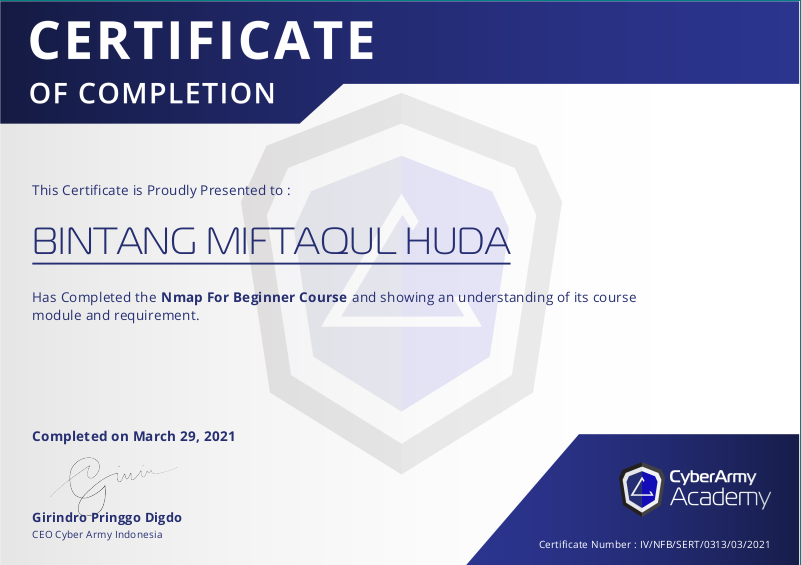 CERTIFICATE
OF COMPLETION
This Certificate is Proudly Presented to :
BINTANG MIFTAQUL HUDA
Has Completed the Nmap For Beginner Course and showing an understanding of its course
module and requirement.
Completed on March 29, 2021
Girindro Pringgo Digdo
CEO Cyber Army Indonesia
CyberArmy
Academy
Certificate Number : IV/NFB/SERT/0313/03/2021